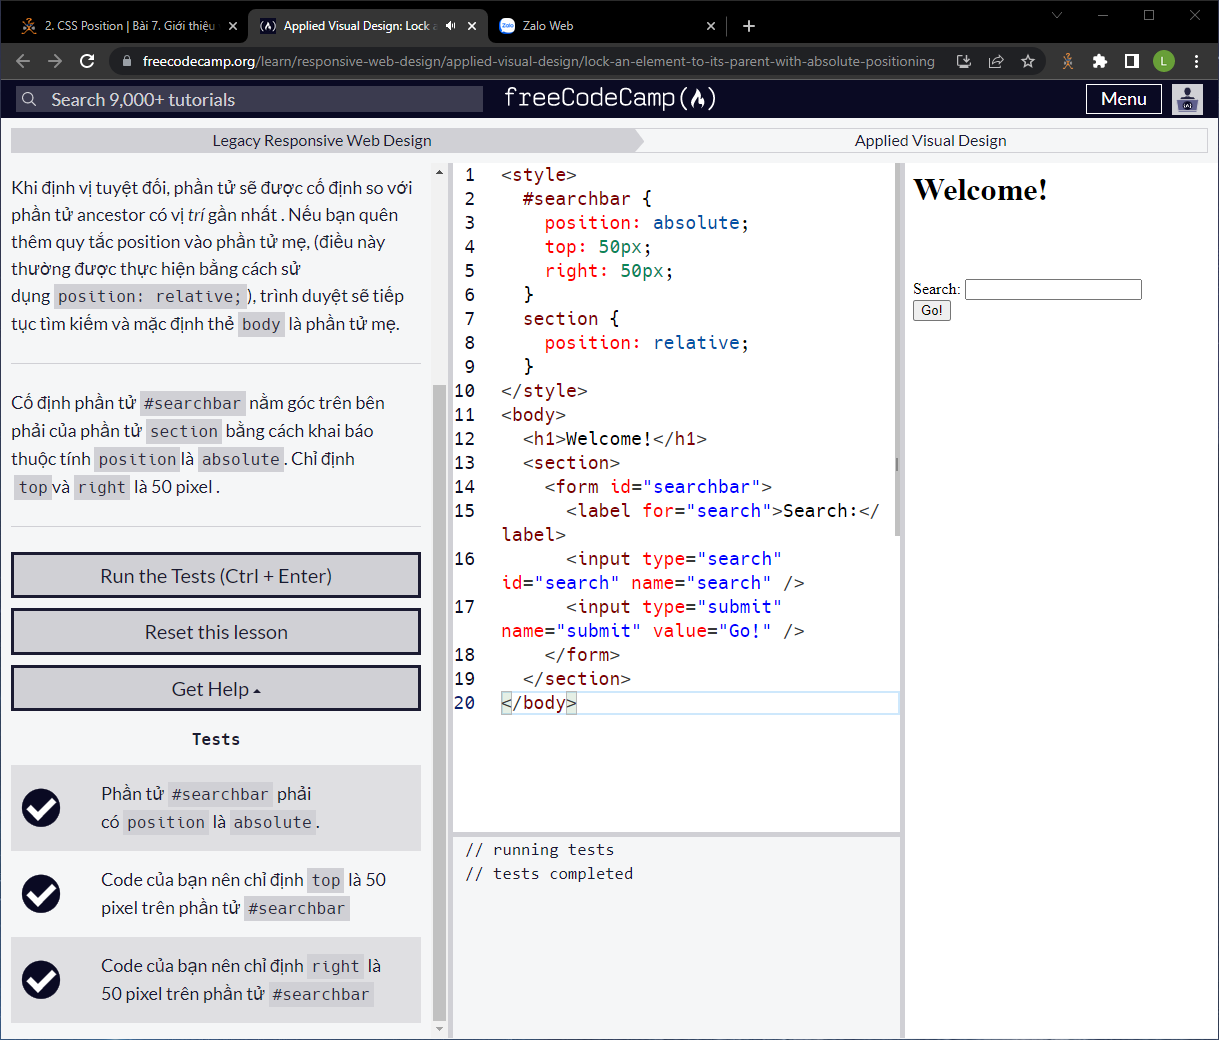 2. CSS Position | Bài 7. Giới thiệu
Applied Visual Design: Lock a
Zalo Web
freecodecamp.org/learn/responsive-web-design/applied-visual-design/lock-an-element-to-its-parent-with-absolute-positioning
L
Search 9,000+ tutorials
freeCodeCamp
Menu
Legacy Responsive Web Design
Applied Visual Design
Khi định vị tuyệt đối, phần tử sẽ được cố định so với
phần tử ancestor có vị trí gần nhất . Nếu bạn quên
thêm quy tắc position vào phần tử mẹ, (điều này
thường được thực hiện bằng cách sử
dụng position: relative; ), trình duyệt sẽ tiếp
tục tìm kiếm và mặc định thẻ body là phần tử mẹ.
Cố định phần tử #searchbar nằm góc trên bên
phải của phần tử section bằng cách khai báo
thuộc tính position là absolute . Chỉ định
top và right là 50 pixel .
Run the Tests (Ctrl + Enter)
Reset this lesson
Get Help
Tests
Phần tử #searchbar phải
có position là absolute .
Code của bạn nên chỉ định top là 50
pixel trên phần tử #searchbar
Code của bạn nên chỉ định right là
50 pixel trên phần tử #searchbar
1 <style>
2 #searchbar {
3 position: absolute;
4 top: 50px;
5 right: 50px;
6 }
7 section {
8 position: relative;
9 }
10 </style>
11 <body>
12 <h1>Welcome!</h1>
13 <section>
14 <form id="searchbar">
15 <label for="search">Search:</
label>
16 <input type="search"
id="search" name="search" />
17 <input type="submit"
name="submit" value="Go!" />
18 </form>
19 </section>
20 </body>
// running tests
// tests completed
Welcome!
Search:
Go!